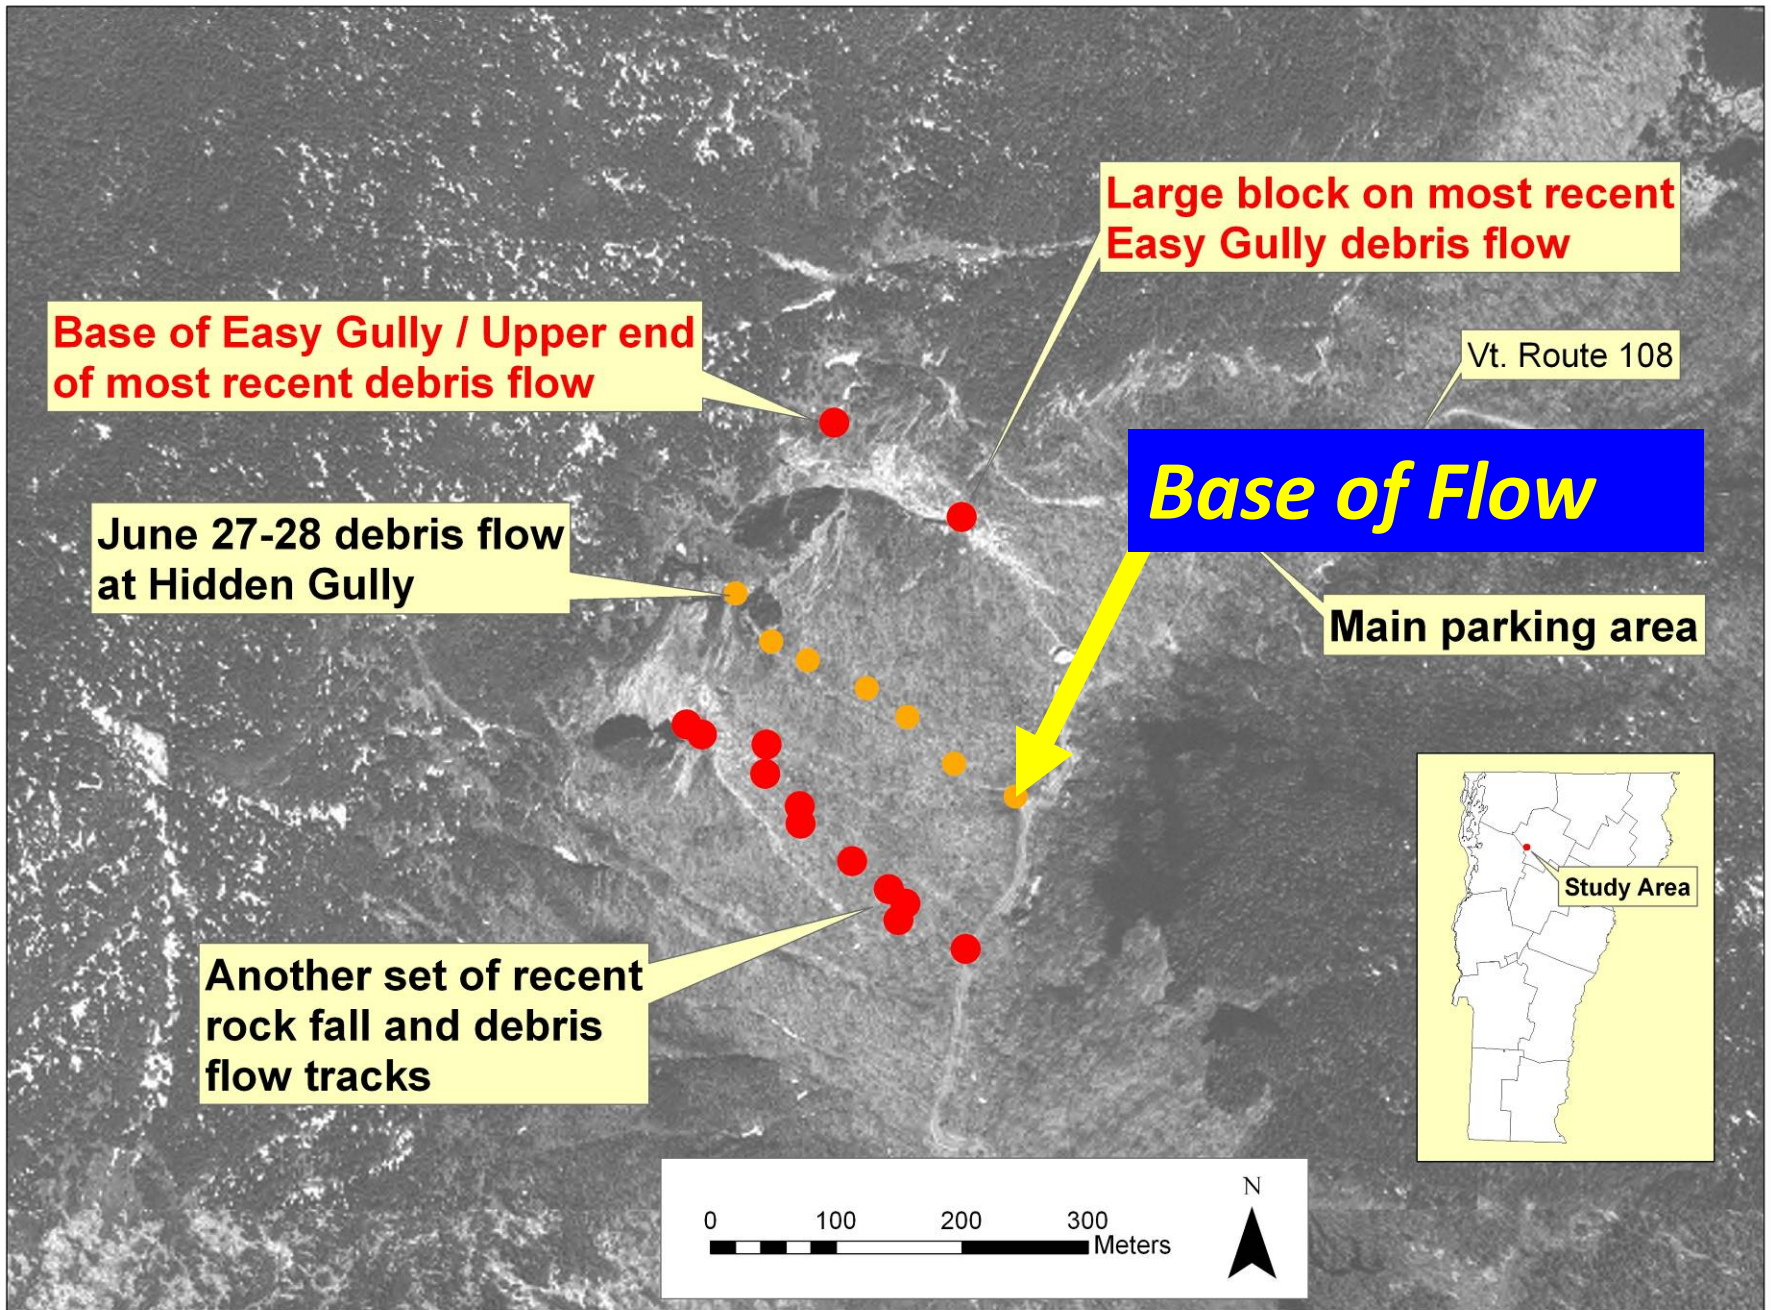 Large block on most recent
Easy Gully debris flow
Base of Easy Gully / Upper end
of most recent debris flow
Vt. Route 108
Base of Flow
June 27-28 debris flow
at Hidden Gully
Main parking area
Study Area
Another set of recent
rock fall and debris
flow tracks
N
0 100 200 300
Meters